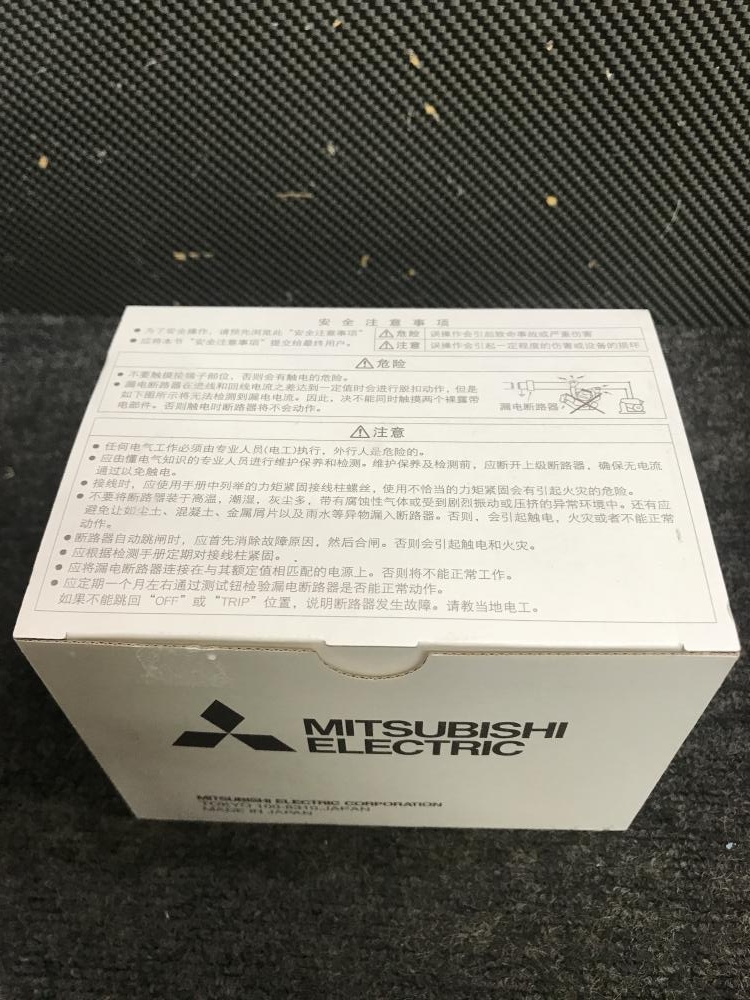 安全注意事项
● 为了安全操作，请预先浏览此“安全注意事项”
● 应将本书“安全注意事项”提交给最终用户。
⚠危险 误操作会引起致命事故或严重伤害
⚠注意 误操作会引起一定程度的伤害或设备的损坏
⚠危险
● 不要触摸接端子部位，否则会有触电的危险。
● 漏电断路器在进线和回线电流之差达到一定值时会进行脱扣动作，但是
如下图所示将无法检测到漏电电流。因此，决不能同时触摸两个裸露带
电部件。否则触电时断路器将不会动作。
漏电断路器
⚠注意
● 任何电气工作必须由专业人员(电工)执行，外行人是危险的。
● 应由懂电气知识的专业人员进行维护保养和检测。维护保养及检测前，应断开上级断路器，确保无电流
通过以免触电。
● 接线时，应使用手册中列举的力矩紧固接线柱螺丝，使用不恰当的力矩紧固会有引起火灾的危险。
● 不要将断路器装于高温，潮湿，灰尘多，带有腐蚀性气体或受到剧烈振动或压挤的异常环境中。还有应
避免让如尘土、混凝土、金属屑片以及雨水等异物漏入断路器。否则，会引起触电，火灾或者不能正常
动作。
● 断路器自动跳闸时，应首先消除故障原因，然后合闸。否则会引起触电和火灾。
● 应根据检测手册定期对接线柱紧固。
● 应将漏电断路器连接在与其额定值相匹配的电源上。否则将不能正常工作。
● 应定期一个月左右通过测试钮检验漏电断路器是否能正常动作。
如果不能跳回“OFF”或“TRIP”位置，说明断路器发生故障。请教当地电工。
MITSUBISHI
ELECTRIC
MITSUBISHI ELECTRIC CORPORATION
TOKYO 100-8310, JAPAN
MADE IN JAPAN